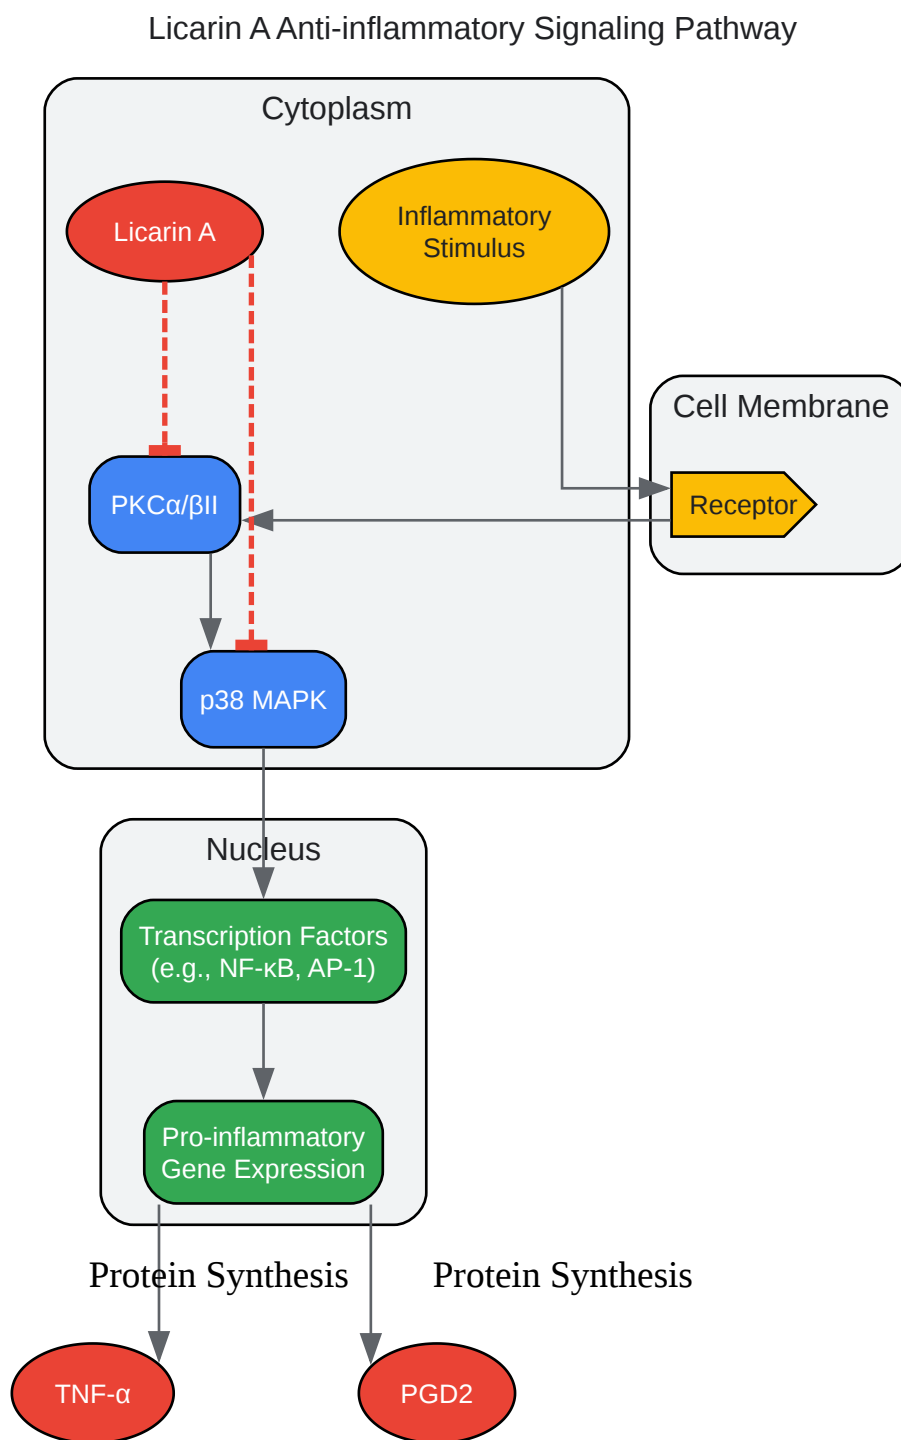 Licarin A Anti-inflammatory Signaling Pathway
Cytoplasm
Licarin A
Inflammatory
Stimulus
Cell Membrane
PKCα/βII
Receptor
p38 MAPK
Nucleus
Transcription Factors
(e.g., NF-κB, AP-1)
Pro-inflammatory
Gene Expression
Protein Synthesis
Protein Synthesis
TNF-α
PGD2